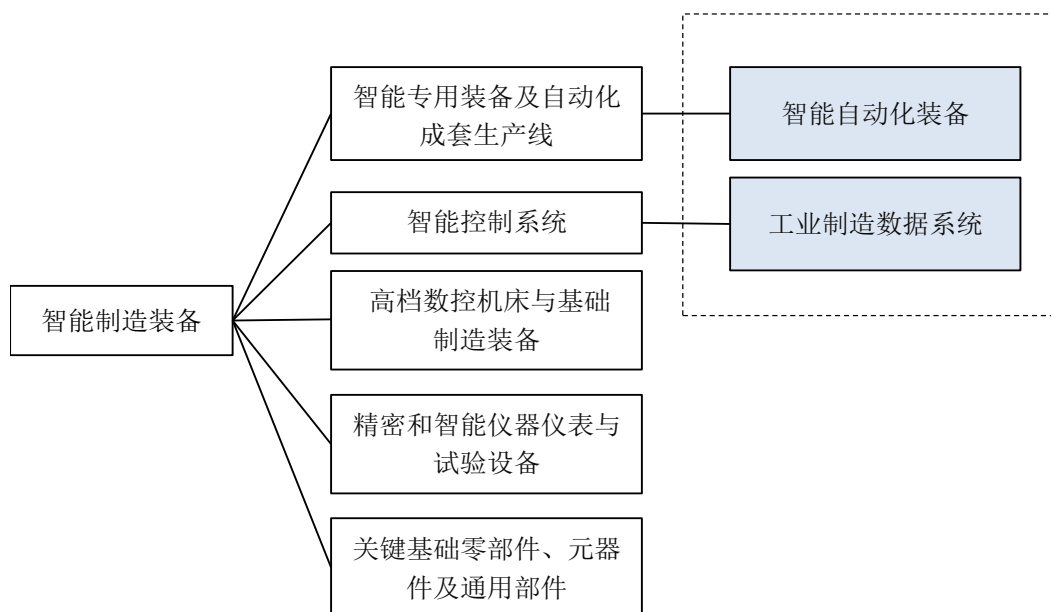 智能制造装备
智能专用装备及自动化
成套生产线
智能控制系统
高档数控机床与基础
制造装备
精密和智能仪器仪表与
试验设备
关键基础零部件、元器
件及通用部件
智能自动化装备
工业制造数据系统